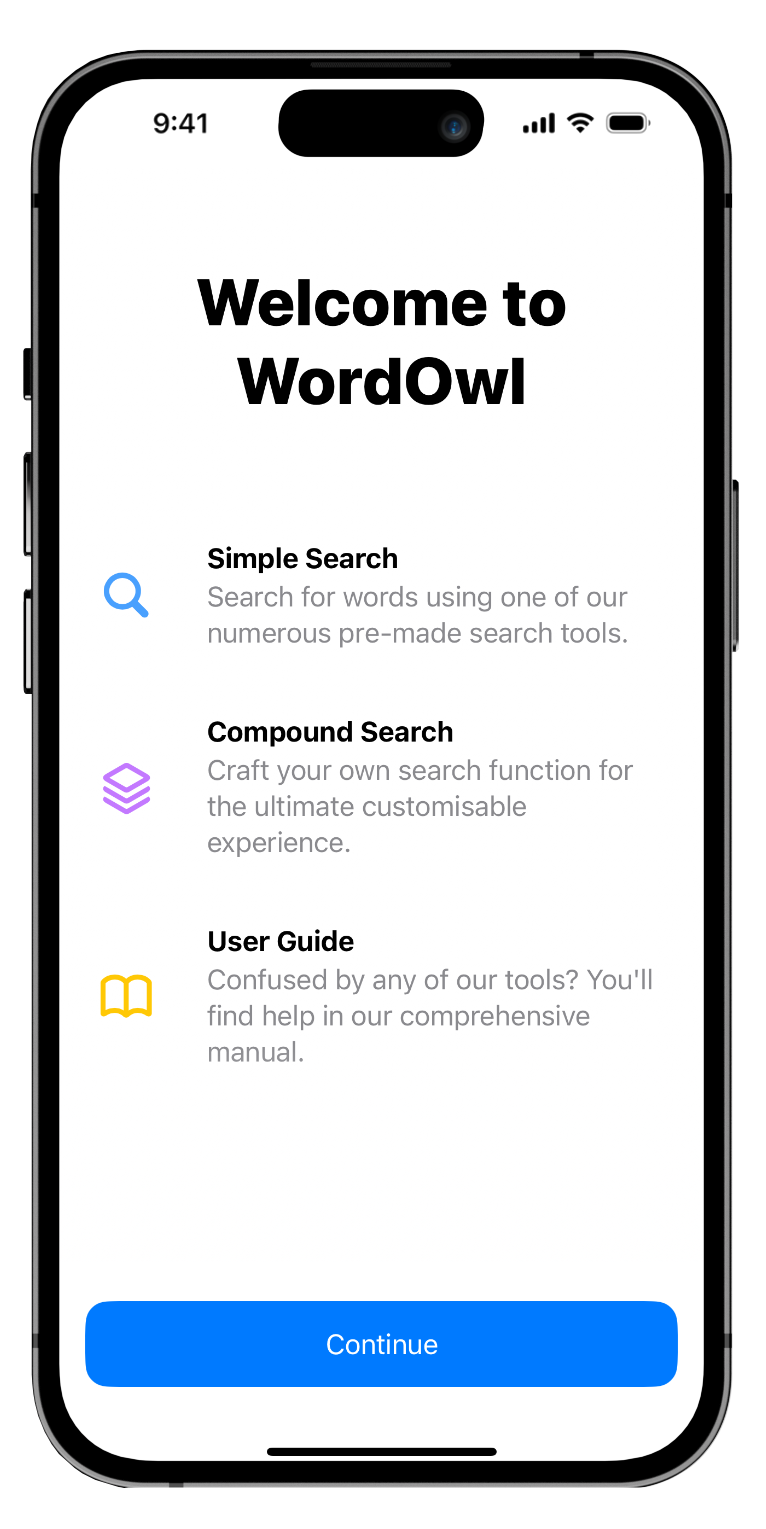 9:41
Welcome to
WordOwl
Simple Search
Search for words using one of our
numerous pre-made search tools.
Compound Search
Craft your own search function for
the ultimate customisable
experience.
User Guide
Confused by any of our tools? You'll
find help in our comprehensive
manual.
Continue